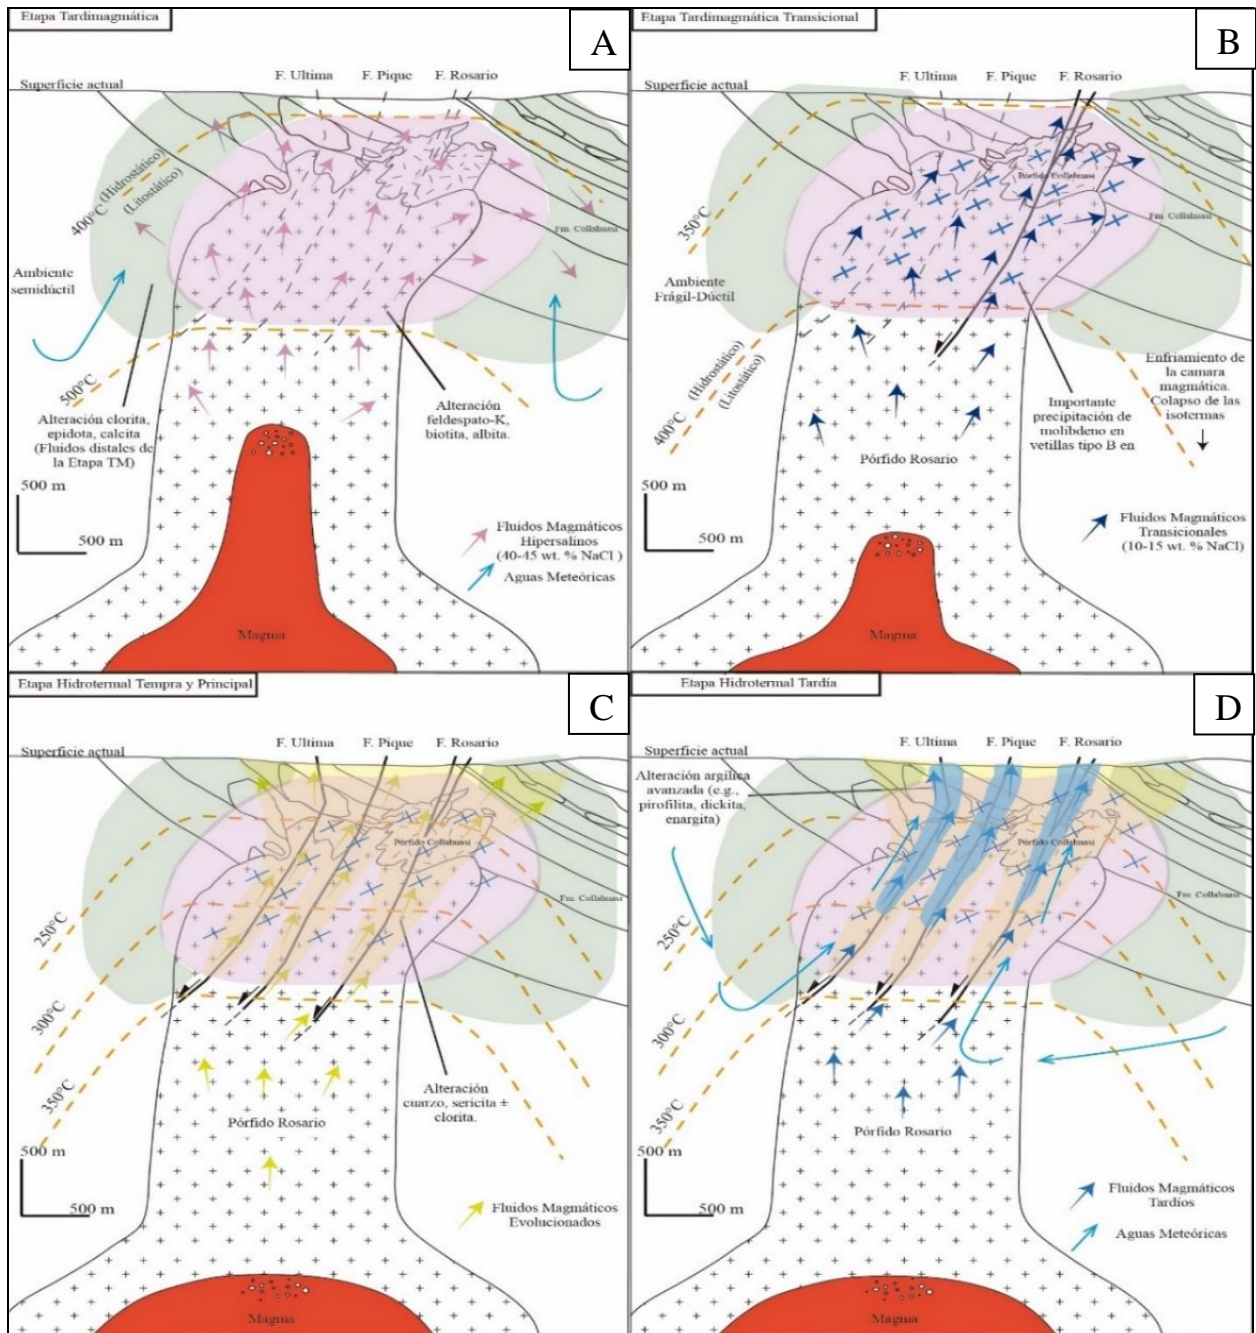 Etapa Tardimagmática
A
F. Ultima
F. Pique
F. Rosario
Superficie actual
400°C
(Hidrostático)
(Litostático)
Fm. Collahuasi
Ambiente
semidúctil
500°C
Alteración clorita,
epidota, calcita
(Fluidos distales de
la Etapa TM)
Alteración
feldespato-K,
biotita, albita.
500 m
500 m
Fluidos Magmáticos
Hipersalinos
(40-45 wt. % NaCl )
Aguas Meteóricas
Magma
Etapa Tardimagmática Transicional
B
F. Ultima
F. Pique
F. Rosario
Superficie actual
Pórfido Collahuasi
350°C
Fm. Collahuasi
Ambiente
Frágil-Dúctil
(Hidrostático)
(Litostático)
400°C
Enfriamiento de
la camara
magmática.
Colapso de las
isotermas
Importante
precipitación de
molibdeno en
vetillas tipo B en
Pórfido Rosario
500 m
500 m
Fluidos Magmáticos
Transicionales
(10-15 wt. % NaCl)
Magma
Etapa Hidrotermal Tempra y Principal
C
F. Ultima
F. Pique
F. Rosario
Superficie actual
Pórfido Collahuasi
Fm. Collahuasi
250°C
300°C
350°C
Alteración
cuarzo, sericita ±
clorita.
Pórfido Rosario
500 m
500 m
Fluidos Magmáticos
Evolucionados
Magma
Etapa Hidrotermal Tardía
D
F. Ultima
F. Pique
F. Rosario
Superficie actual
Alteración argílica
avanzada (e.g.,
pirofilita, dickita,
enargita)
Pórfido Collahuasi
Fm. Collahuasi
250°C
300°C
350°C
Pórfido Rosario
500 m
500 m
Fluidos Magmáticos
Tardíos
Aguas Meteóricas
Magma